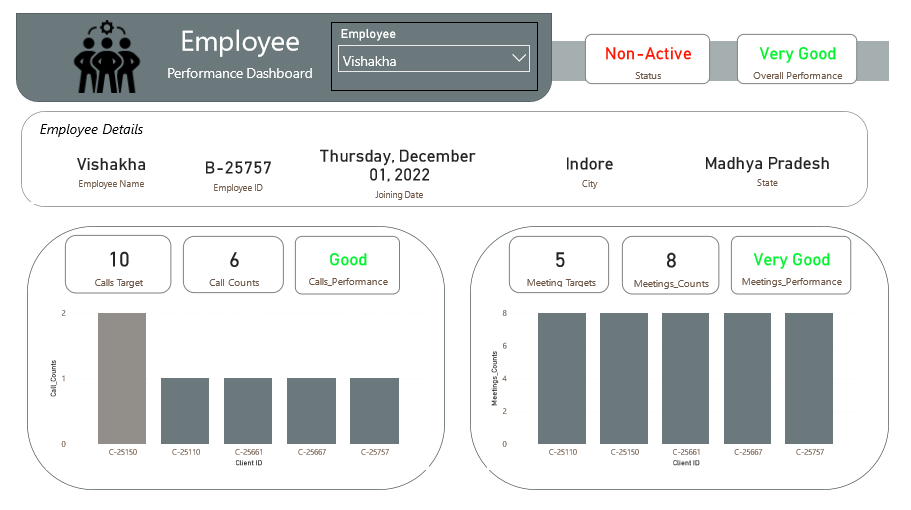 Employee
Performance Dashboard
Employee
Vishakha
Non-Active
Status
Very Good
Overall Performance
Employee Details
Vishakha
Employee Name
B-25757
Employee ID
Thursday, December
01, 2022
Joining Date
Indore
City
Madhya Pradesh
State
10
Calls Target
6
Call Counts
Good
Calls_Performance
2
1
0
Call_Counts
C-25150
C-25110
C-25661
C-25667
C-25757
Client ID
5
Meeting Targets
8
Meetings_Counts
Very Good
Meetings_Performance
8
6
4
2
0
Meetings_Counts
C-25110
C-25150
C-25661
C-25667
C-25757
Client ID